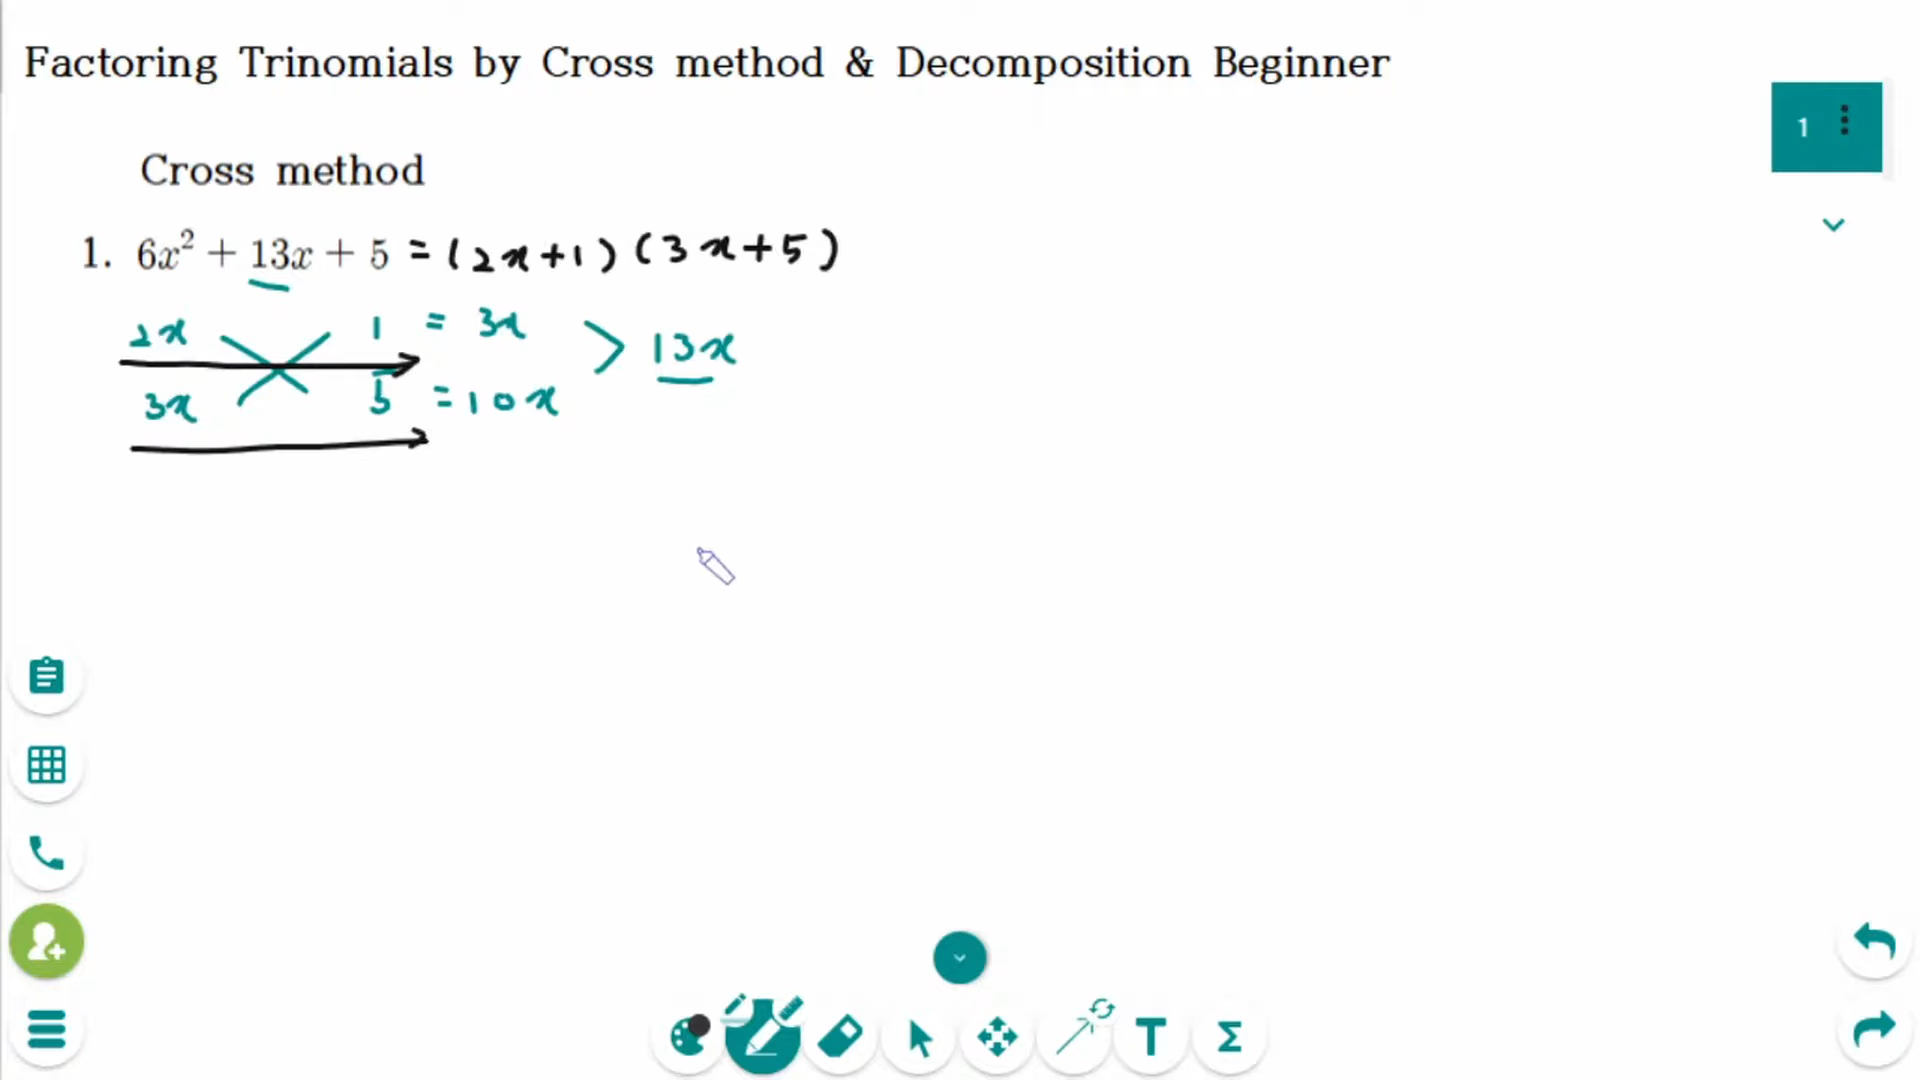 Factoring Trinomials by Cross method & Decomposition Beginner
1
Cross method
1. 6x² + 13x + 5 = (2x+1)(3x+5)
2x 1 = 3x > 13x
3x 5 = 10x
T Σ